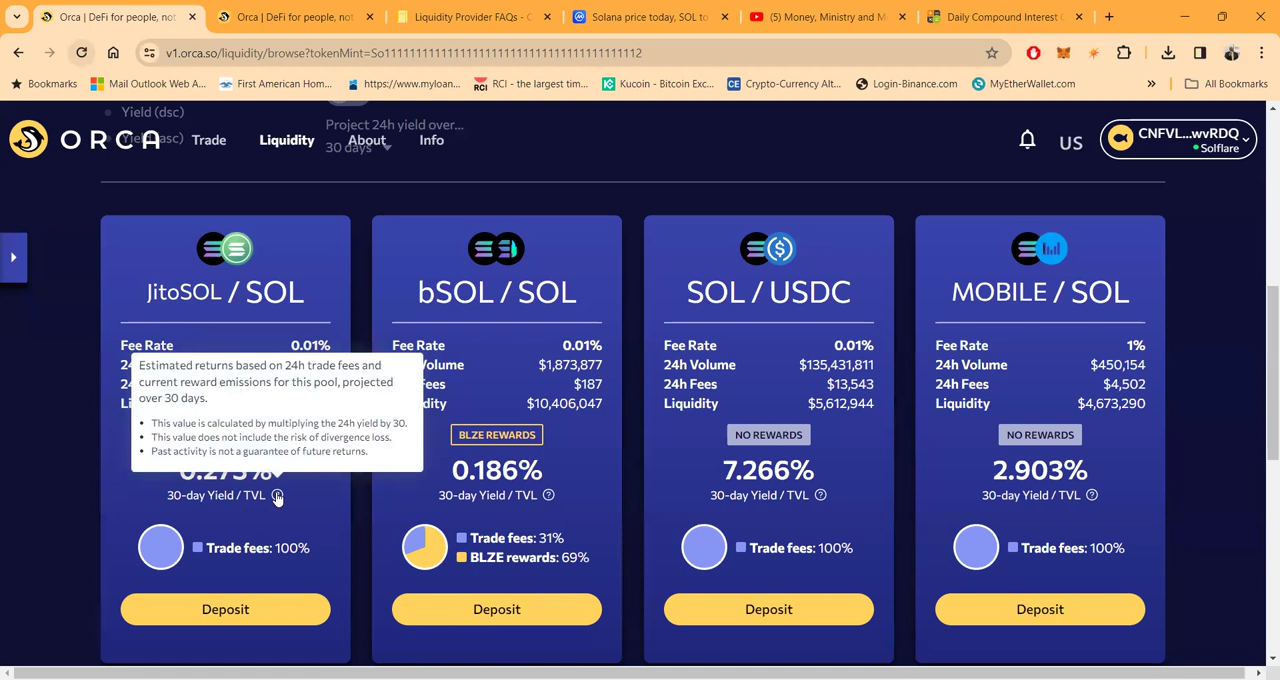 Orca | DeFi for people, not
Orca | DeFi for people, not
Liquidity Provider FAQs -
Solana price today, SOL to
(5) Money, Ministry and M
Daily Compound Interest
v1.orca.so/liquidity/browse?tokenMint=So11111111111111111111111111111111111111112
Bookmarks
Mail Outlook Web A...
First American Hom...
https://www.myloan...
RCI - the largest tim...
Kucoin - Bitcoin Exc...
Crypto-Currency Alt...
Login-Binance.com
MyEtherWallet.com
All Bookmarks
Yield (dsc)
Project 24h yield over...
30 days
ORCA
Trade
Liquidity
About
Info
US
CNFVL...wvRDQ
Solflare
JitoSOL / SOL
Fee Rate 0.01%
Estimated returns based on 24h trade fees and
current reward emissions for this pool, projected
over 30 days.
• This value is calculated by multiplying the 24h yield by 30.
• This value does not include the risk of divergence loss.
• Past activity is not a guarantee of future returns.
30-day Yield / TVL
Trade fees: 100%
Deposit
bSOL / SOL
Fee Rate 0.01%
$1,873,877
$187
$10,406,047
BLZE REWARDS
0.186%
30-day Yield / TVL
Trade fees: 31%
BLZE rewards: 69%
Deposit
SOL / USDC
Fee Rate 0.01%
24h Volume $135,431,811
24h Fees $13,543
Liquidity $5,612,944
NO REWARDS
7.266%
30-day Yield / TVL
Trade fees: 100%
Deposit
MOBILE / SOL
Fee Rate 1%
24h Volume $450,154
24h Fees $4,502
Liquidity $4,673,290
NO REWARDS
2.903%
30-day Yield / TVL
Trade fees: 100%
Deposit